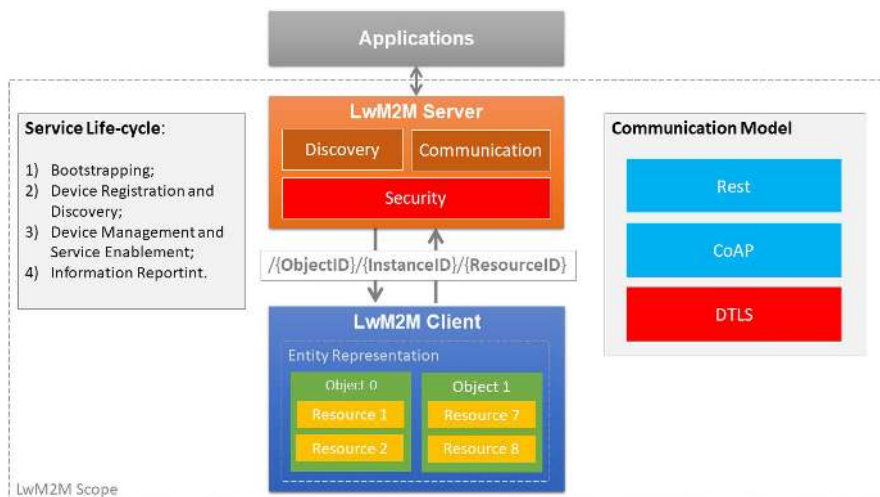 Applications
LwM2M Server
Discovery
Communication
Security
Service Life-cycle:
1) Bootstrapping;
2) Device Registration and
Discovery;
3) Device Management and
Service Enablement;
4) Information Reportint.
Communication Model
Rest
CoAP
DTLS
/{ObjectID}/{InstanceID}/{ResourceID}
LwM2M Client
Entity Representation
Object 0
Resource 1
Resource 2
Object 1
Resource 7
Resource 8
LwM2M Scope